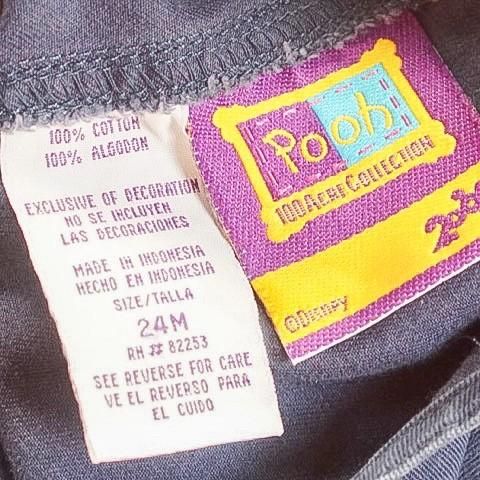 100% COTTON
100% ALGODON
EXCLUSIVE OF DECORATION
NO SE INCLUYEN
LAS DECORACIONES
MADE IN INDONESIA
HECHO EN INDONESIA
SIZE/TALLA
24M
RH # 82253
SEE REVERSE FOR CARE
VE EL REVERSO PARA
EL CUIDO
Pooh
100 ACRE COLLECTION
©Disney